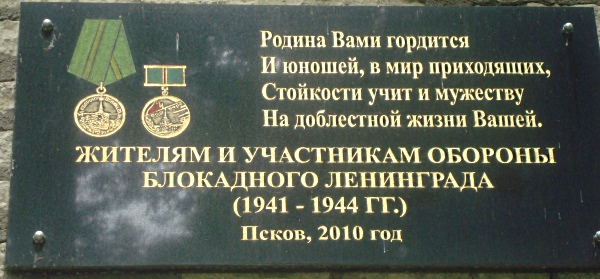 Родина Вами гордится
И юношей, в мир приходящих,
Стойкости учит и мужеству
На доблестной жизни Вашей.
ЖИТЕЛЯМ И УЧАСТНИКАМ ОБОРОНЫ
БЛОКАДНОГО ЛЕНИНГРАДА
(1941 - 1944 ГГ.)
Псков, 2010 год